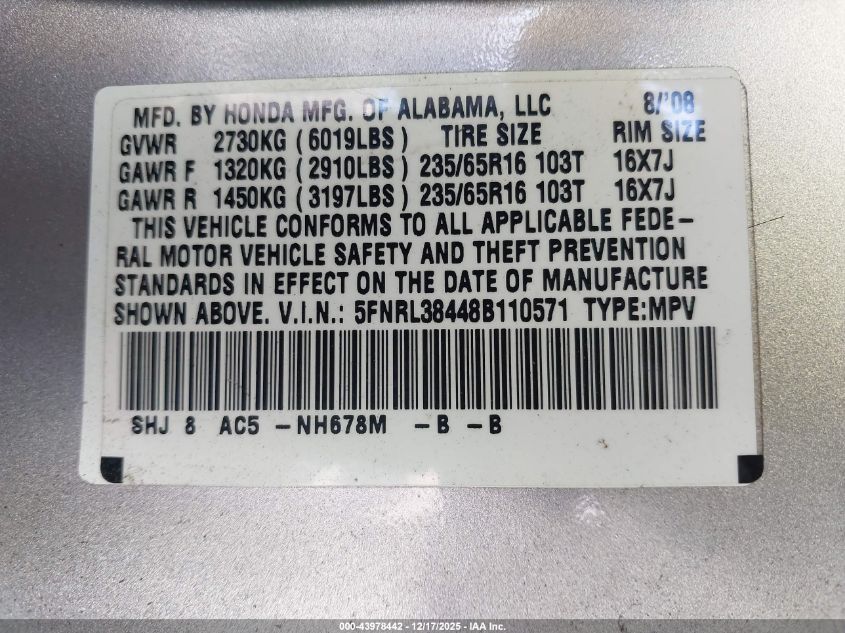 MFD. BY HONDA MFG. OF ALABAMA, LLC 8/'08
GVWR 2730KG (6019LBS) TIRE SIZE RIM SIZE
GAWR F 1320KG (2910LBS) 235/65R16 103T 16X7J
GAWR R 1450KG (3197LBS) 235/65R16 103T 16X7J
THIS VEHICLE CONFORMS TO ALL APPLICABLE FEDE-
RAL MOTOR VEHICLE SAFETY AND THEFT PREVENTION
STANDARDS IN EFFECT ON THE DATE OF MANUFACTURE
SHOWN ABOVE. V.I.N.: 5FNRL38448B110571 TYPE:MPV
SHJ 8 AC5 -NH678M -B -B
000-43978442 - 12/17/2025 - IAA Inc.